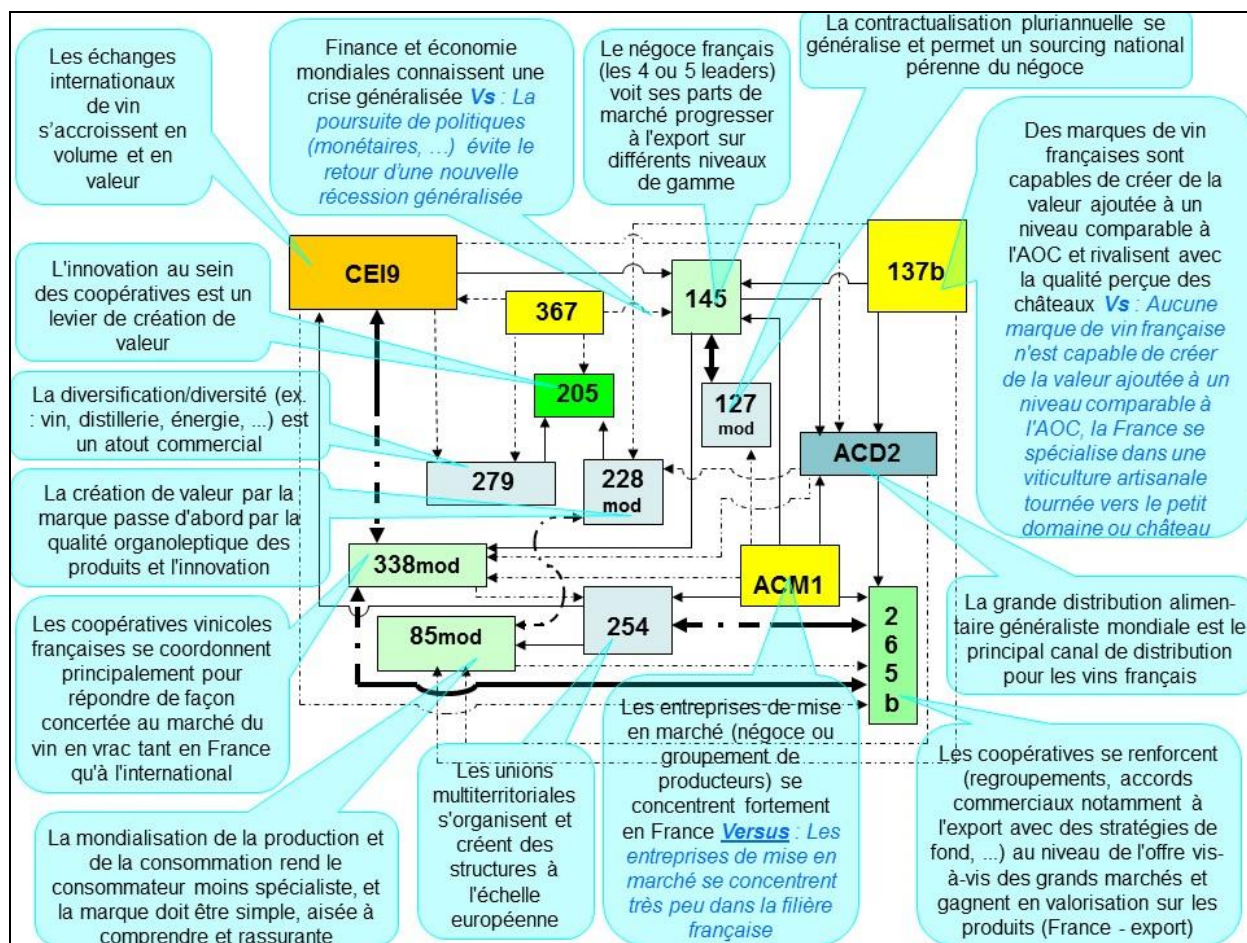 Les échanges
internationaux
de vin
s'accroissent en
volume et en
valeur
Finance et économie
mondiales connaissent une
crise généralisée Vs : La
poursuite de politiques
(monétaires, ...) évite le
retour d'une nouvelle
récession généralisée
Le négoce français
(les 4 ou 5 leaders)
voit ses parts de
marché progresser
à l'export sur
différents niveaux
de gamme
La contractualisation pluriannuelle se
généralise et permet un sourcing national
pérenne du négoce
Des marques de vin
françaises sont
capables de créer de la
valeur ajoutée à un
niveau comparable à
l'AOC et rivalisent avec
la qualité perçue des
châteaux Vs : Aucune
marque de vin française
n'est capable de créer
de la valeur ajoutée à un
niveau comparable à
l'AOC, la France se
spécialise dans une
viticulture artisanale
tournée vers le petit
domaine ou château
L'innovation au sein
des coopératives est un
levier de création de
valeur
La diversification/diversité (ex.
: vin, distillerie, énergie, ...) est
un atout commercial
La création de valeur par la
marque passe d'abord par la
qualité organoleptique des
produits et l'innovation
Les coopératives vinicoles
françaises se coordonnent
principalement pour
répondre de façon
concertée au marché du
vin en vrac tant en France
qu'à l'international
La mondialisation de la production et
de la consommation rend le
consommateur moins spécialiste, et
la marque doit être simple, aisée à
comprendre et rassurante
Les unions
multiterritoriales
s'organisent et
créent des
structures à
l'échelle
européenne
Les entreprises de mise
en marché (négoce ou
groupement de
producteurs) se
concentrent fortement
en France Versus : Les
entreprises de mise en
marché se concentrent
très peu dans la filière
française
La grande distribution alimen-
taire généraliste mondiale est le
principal canal de distribution
pour les vins français
Les coopératives se renforcent
(regroupements, accords
commerciaux notamment à
l'export avec des stratégies de
fond, ...) au niveau de l'offre vis-
à-vis des grands marchés et
gagnent en valorisation sur les
produits (France - export)
CEI9
367
145
137b
205
127
mod
ACD2
279
228
mod
338mod
ACM1
85mod
254
2
6
5
b